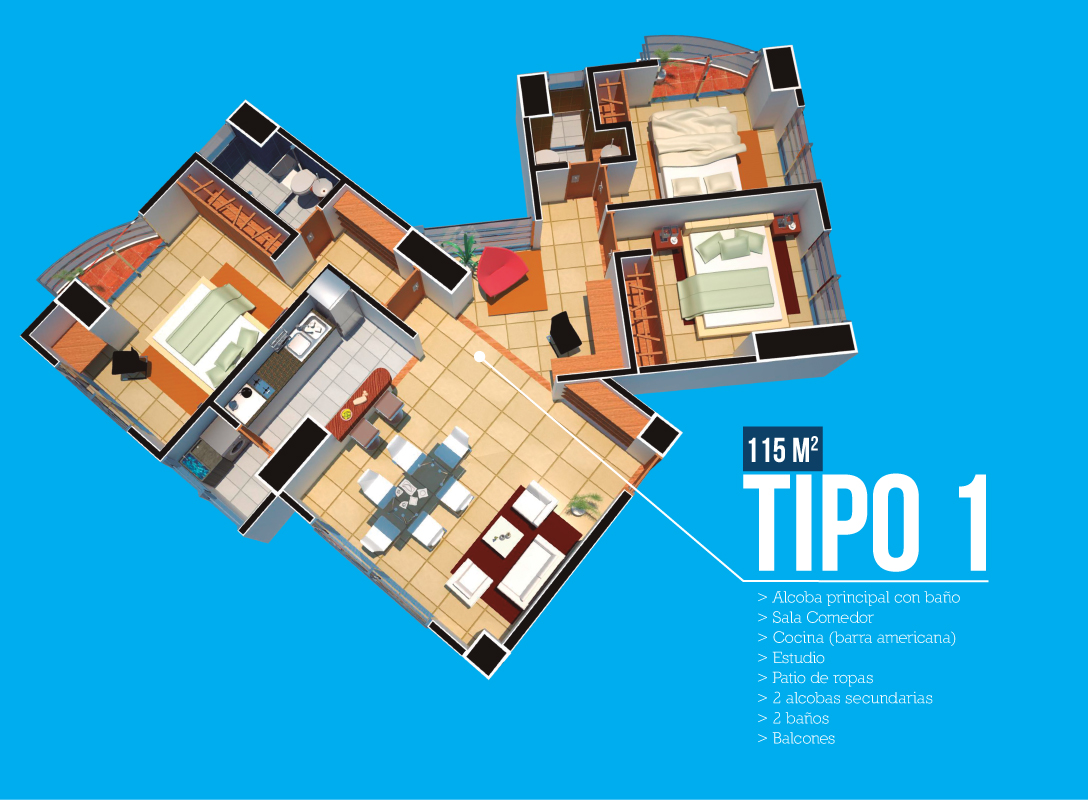 115 M²
TIPO 1
> Alcoba principal con baño
> Sala Comedor
> Cocina (barra americana)
> Estudio
> Patio de ropas
> 2 alcobas secundarias
> 2 baños
> Balcones